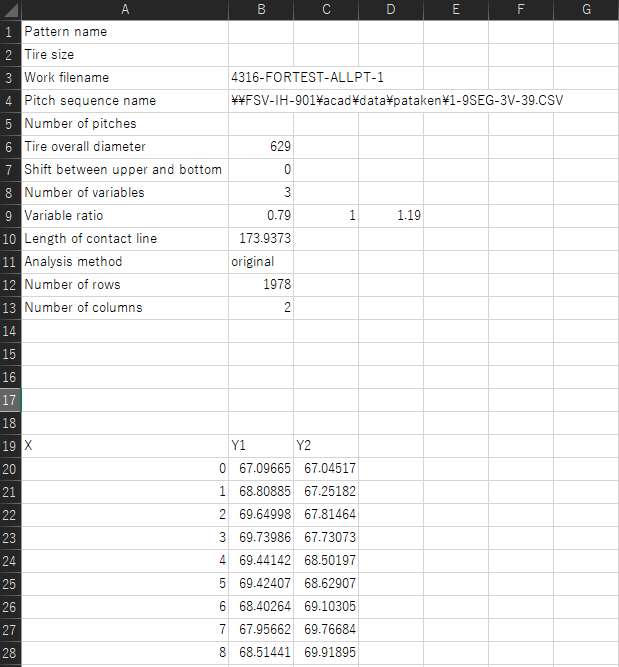 A B C D E F G
1 Pattern name
2 Tire size
3 Work filename 4316-FORTEST-ALLPT-1
4 Pitch sequence name ¥¥FSV-IH-901¥acad¥data¥pataken¥1-9SEG-3V-39.CSV
5 Number of pitches
6 Tire overall diameter 629
7 Shift between upper and bottom 0
8 Number of variables 3
9 Variable ratio 0.79 1 1.19
10 Length of contact line 173.9373
11 Analysis method original
12 Number of rows 1978
13 Number of columns 2
14
15
16
17
18
19 X Y1 Y2
20 0 67.09665 67.04517
21 1 68.80885 67.25182
22 2 69.64998 67.81464
23 3 69.73986 67.73073
24 4 69.44142 68.50197
25 5 69.42407 68.62907
26 6 68.40264 69.10305
27 7 67.95662 69.76684
28 8 68.51441 69.91895